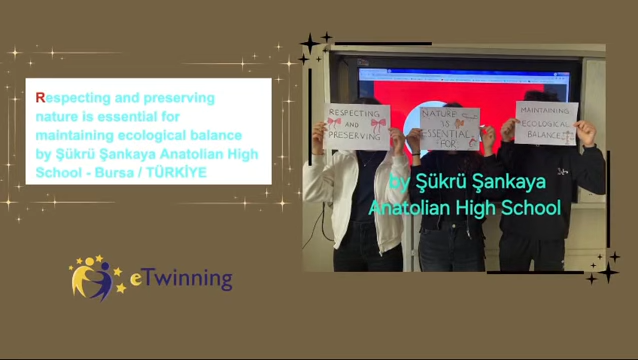 Respecting and preserving
nature is essential for
maintaining ecological balance
by Şükrü Şankaya Anatolian High
School - Bursa / TÜRKİYE
eTwinning
RESPECTING
AND
PRESERVING
NATURE
IS
ESSENTIAL
FOR
MAINTAINING
ECOLOGICAL
BALANCE
by Şükrü Şankaya
Anatolian High School